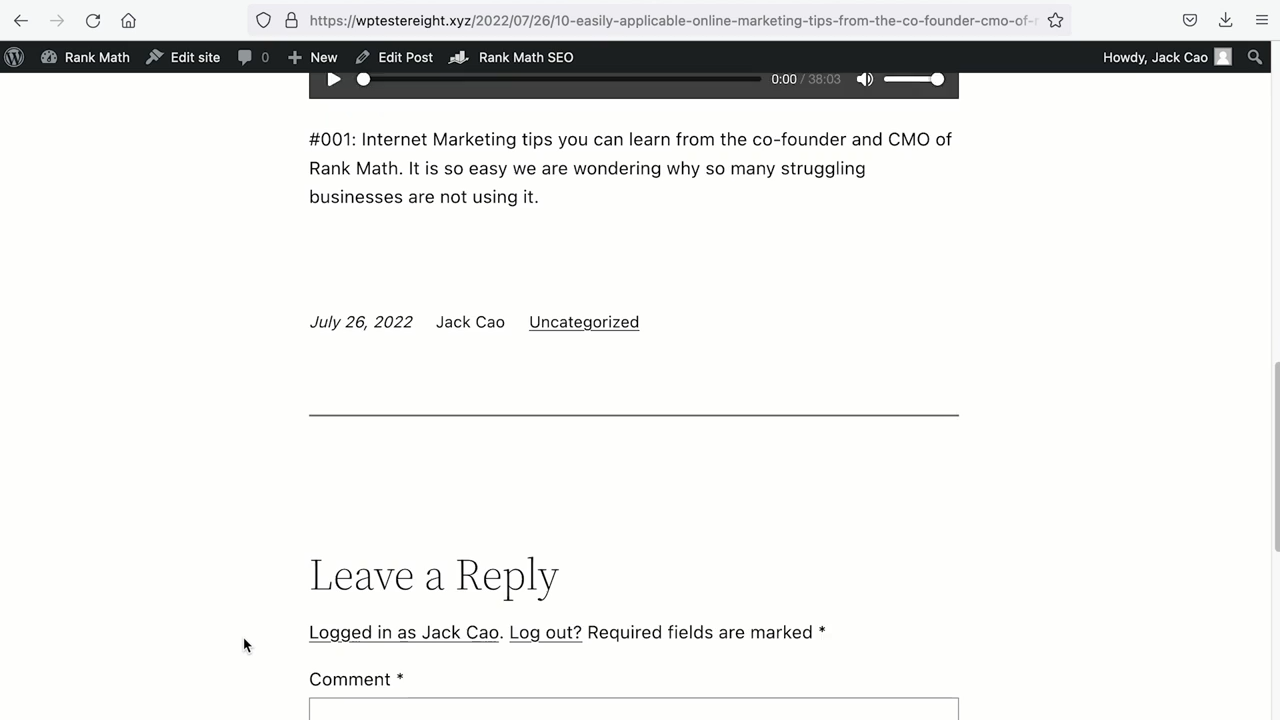 https://wptestereight.xyz/2022/07/26/10-easily-applicable-online-marketing-tips-from-the-co-founder-cmo-of-
Rank Math Edit site 0 New Edit Post Rank Math SEO Howdy, Jack Cao
0:00 / 38:03
#001: Internet Marketing tips you can learn from the co-founder and CMO of
Rank Math. It is so easy we are wondering why so many struggling
businesses are not using it.
July 26, 2022 Jack Cao Uncategorized
Leave a Reply
Logged in as Jack Cao. Log out? Required fields are marked *
Comment *